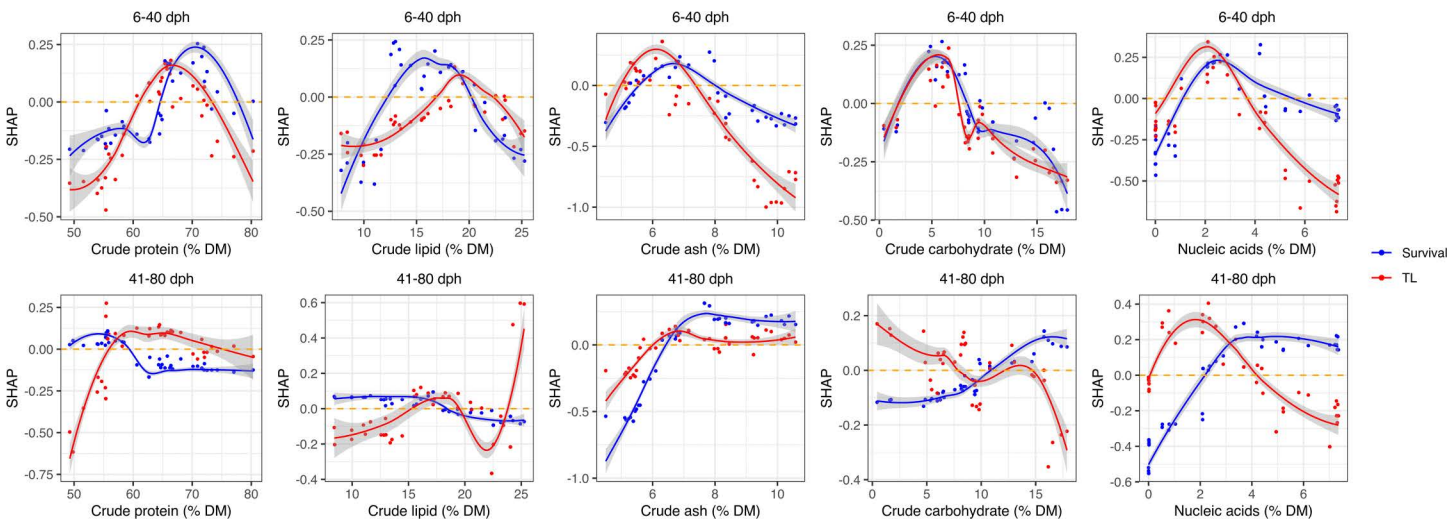 6-40 dph
6-40 dph
6-40 dph
6-40 dph
6-40 dph
SHAP
0.25
0.00
-0.25
-0.50
50 60 70 80
Crude protein (% DM)
SHAP
0.25
0.00
-0.25
-0.50
10 15 20 25
Crude lipid (% DM)
SHAP
0.0
-0.5
-1.0
6 8 10
Crude ash (% DM)
SHAP
0.25
0.00
-0.25
-0.50
0 5 10 15
Crude carbohydrate (% DM)
SHAP
0.25
0.00
-0.25
-0.50
0 2 4 6
Nucleic acids (% DM)
Survival
TL
41-80 dph
41-80 dph
41-80 dph
41-80 dph
41-80 dph
SHAP
0.25
0.00
-0.25
-0.50
-0.75
50 60 70 80
Crude protein (% DM)
SHAP
0.6
0.4
0.2
0.0
-0.2
-0.4
10 15 20 25
Crude lipid (% DM)
SHAP
0.0
-0.5
-1.0
6 8 10
Crude ash (% DM)
SHAP
0.2
0.0
-0.2
-0.4
0 5 10 15
Crude carbohydrate (% DM)
SHAP
0.4
0.2
0.0
-0.2
-0.4
-0.6
0 2 4 6
Nucleic acids (% DM)